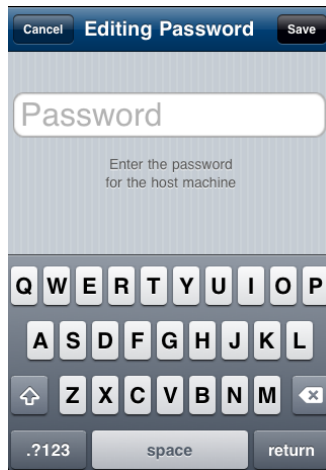 Cancel Editing Password Save
Password
Enter the password
for the host machine
Q W E R T Y U I O P
A S D F G H J K L
Z X C V B N M
.?123 space return